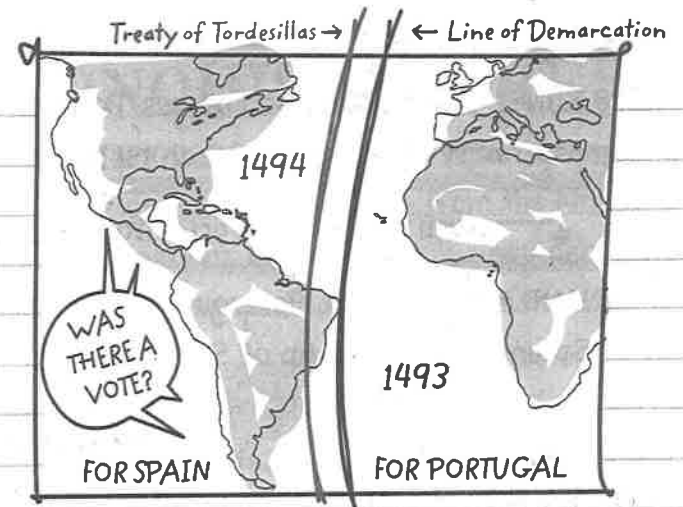 Treaty of Tordesillas →
← Line of Demarcation
1494
WAS
THERE A
VOTE?
1493
FOR SPAIN
FOR PORTUGAL